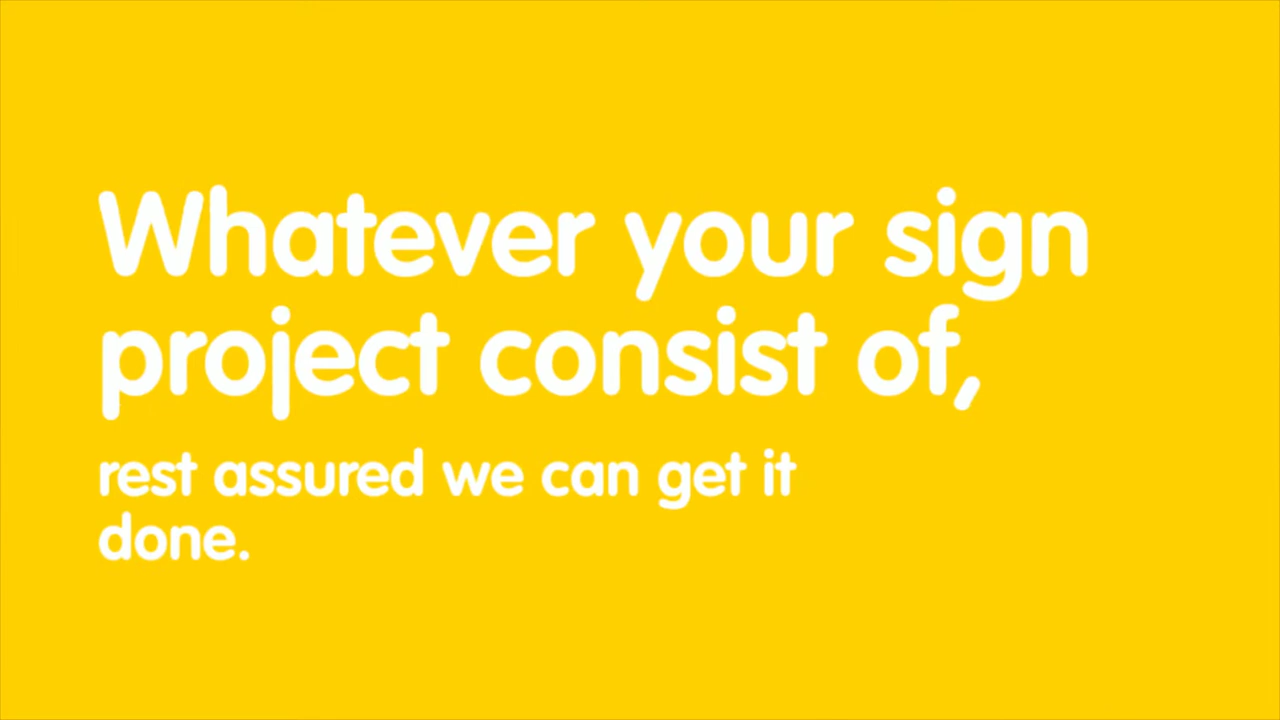 Whatever your sign
project consist of,
rest assured we can get it
done.